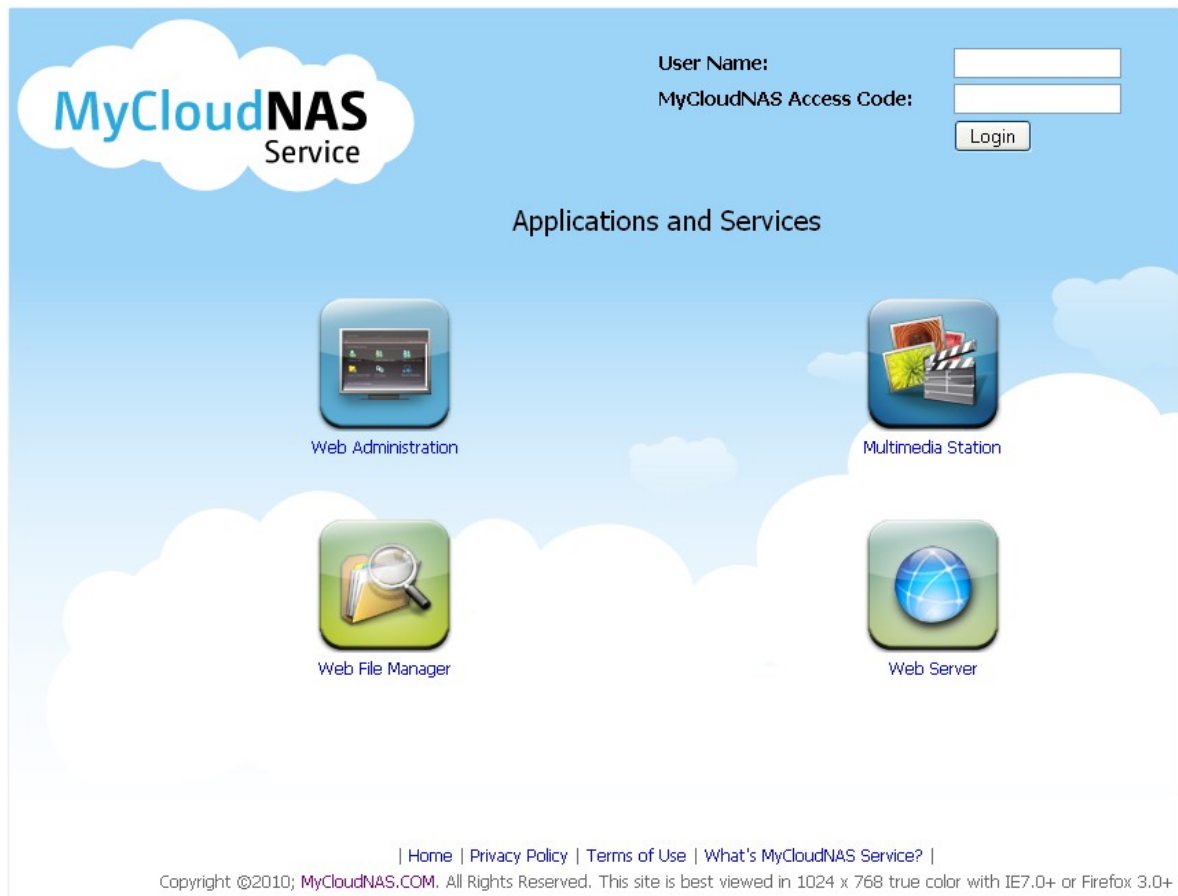 MyCloudNAS
Service
User Name:
MyCloudNAS Access Code:
Login
Applications and Services
Web Administration
Multimedia Station
Web File Manager
Web Server
| Home | Privacy Policy | Terms of Use | What's MyCloudNAS Service? |
Copyright ©2010; MyCloudNAS.COM. All Rights Reserved. This site is best viewed in 1024 x 768 true color with IE7.0+ or Firefox 3.0+